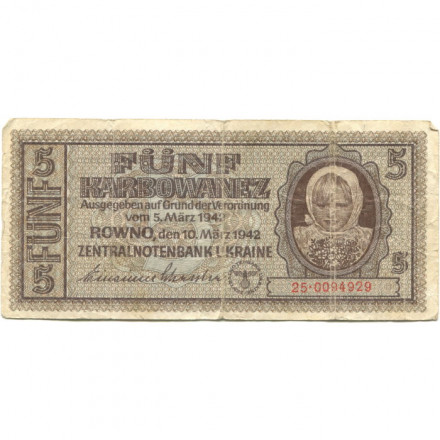 5
FÜNF
5
FÜNF
KARBOWANEZ
Ausgegeben auf Grund der Verordnung
vom 5. März 1942
ROWNO, den 10. März 1942
ZENTRALNOTENBANK UKRAINE
5
25·0094929